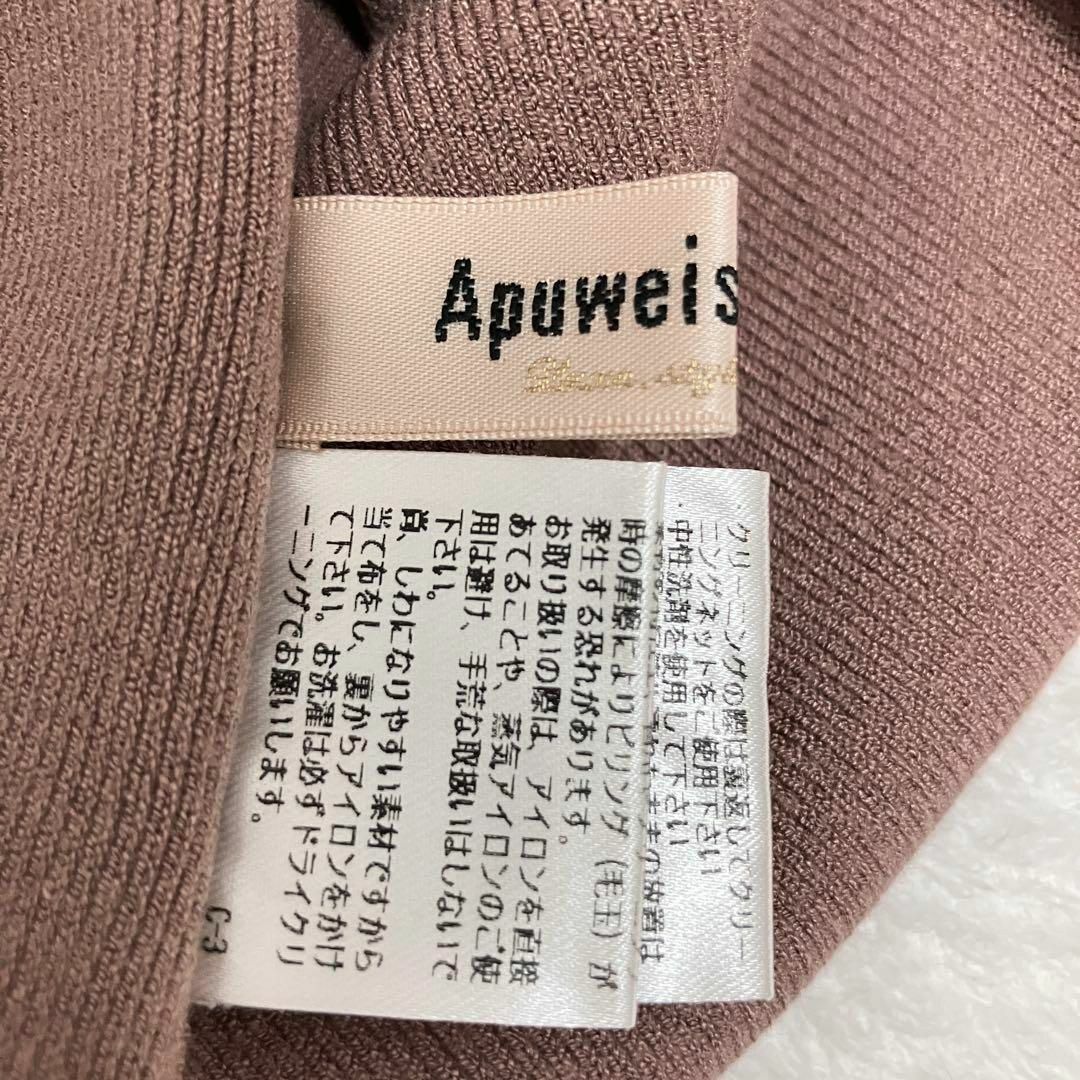 Apuweis
・クリーニングの際は裏返してクリー
ニングネットをご使用下さい
・中性洗剤を使用して下さい
の放置は
時の摩擦によりピリング（毛玉）が
発生する恐れがあります。
お取り扱いの際は、アイロンを直接
あてることや、蒸気アイロンのご使
用は避け、手荒な取扱いはしないで
下さい。
尚、しわになりやすい素材ですから
当て布をし、裏からアイロンをかけ
て下さい。お洗濯は必ずドライクリ
ーニングでお願いします。
C-3